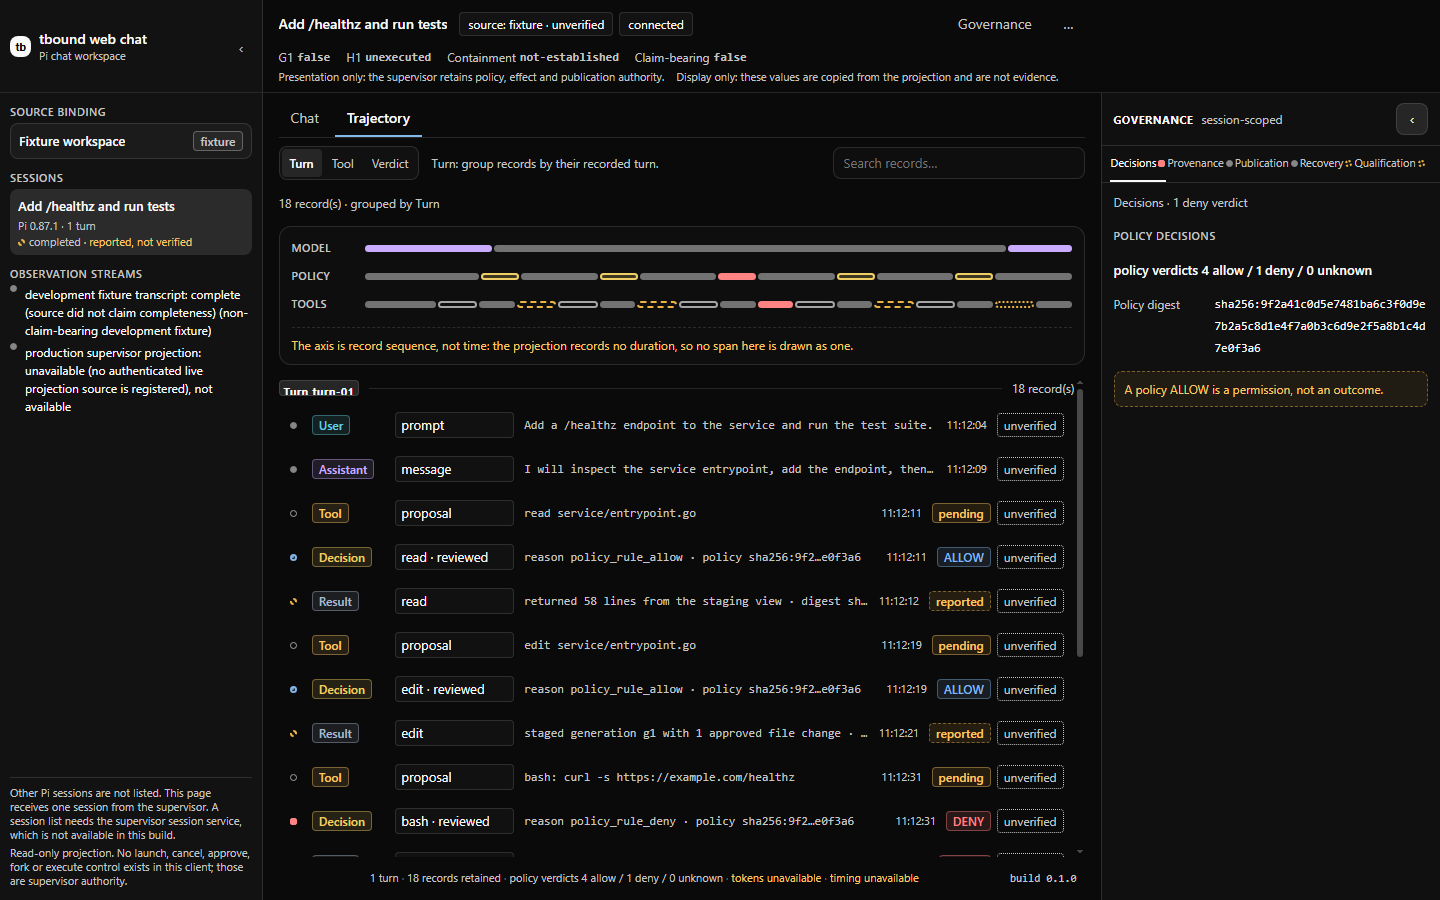 tb
tbound web chat
Pi chat workspace
‹
Add /healthz and run tests
source: fixture · unverified
connected
Governance
...
G1 false H1 unexecuted Containment not-established Claim-bearing false
Presentation only: the supervisor retains policy, effect and publication authority. Display only: these values are copied from the projection and are not evidence.
SOURCE BINDING
Fixture workspace fixture
SESSIONS
Add /healthz and run tests
Pi 0.87.1 · 1 turn
completed · reported, not verified
OBSERVATION STREAMS
development fixture transcript: complete
(source did not claim completeness) (non-
claim-bearing development fixture)
production supervisor projection:
unavailable (no authenticated live
projection source is registered), not
available
Other Pi sessions are not listed. This page
receives one session from the supervisor. A
session list needs the supervisor session service,
which is not available in this build.
Read-only projection. No launch, cancel, approve,
fork or execute control exists in this client; those
are supervisor authority.
Chat Trajectory
Turn Tool Verdict Turn: group records by their recorded turn.
Search records...
18 record(s) · grouped by Turn
MODEL
POLICY
TOOLS
The axis is record sequence, not time: the projection records no duration, so no span here is drawn as one.
Turn turn-01 18 record(s)
User prompt Add a /healthz endpoint to the service and run the test suite. 11:12:04 unverified
Assistant message I will inspect the service entrypoint, add the endpoint, then… 11:12:09 unverified
Tool proposal read service/entrypoint.go 11:12:11 pending unverified
Decision read · reviewed reason policy_rule_allow · policy sha256:9f2…e0f3a6 11:12:11 ALLOW unverified
Result read returned 58 lines from the staging view · digest sh… 11:12:12 reported unverified
Tool proposal edit service/entrypoint.go 11:12:19 pending unverified
Decision edit · reviewed reason policy_rule_allow · policy sha256:9f2…e0f3a6 11:12:19 ALLOW unverified
Result edit staged generation g1 with 1 approved file change · … 11:12:21 reported unverified
Tool proposal bash: curl -s https://example.com/healthz 11:12:31 pending unverified
Decision bash · reviewed reason policy_rule_deny · policy sha256:9f2…e0f3a6 11:12:31 DENY unverified
1 turn · 18 records retained · policy verdicts 4 allow / 1 deny / 0 unknown · tokens unavailable · timing unavailable
build 0.1.0
GOVERNANCE session-scoped
‹
Decisions Provenance Publication Recovery Qualification
Decisions · 1 deny verdict
POLICY DECISIONS
policy verdicts 4 allow / 1 deny / 0 unknown
Policy digest sha256:9f2a41c0d5e7481ba6c3f0d9e
7b2a5c8d1e4f7a0b3c6d9e2f5a8b1c4d
7e0f3a6
A policy ALLOW is a permission, not an outcome.